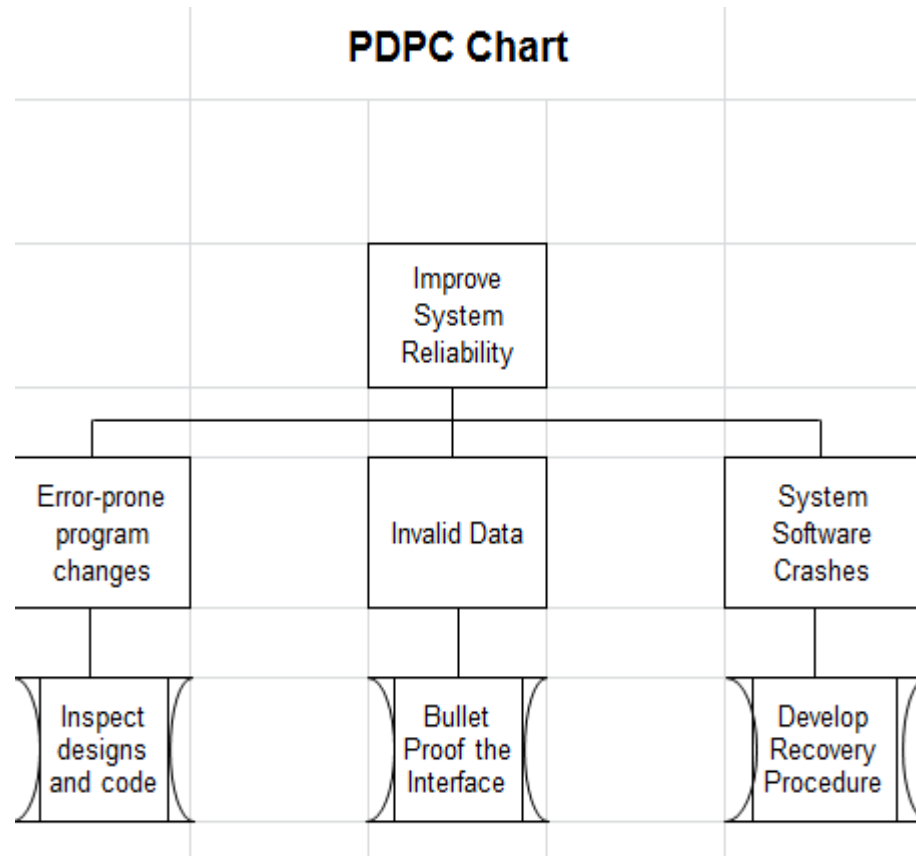 PDPC Chart
Improve
System
Reliability
Error-prone
program
changes
Invalid Data
System
Software
Crashes
Inspect
designs
and code
Bullet
Proof the
Interface
Develop
Recovery
Procedure